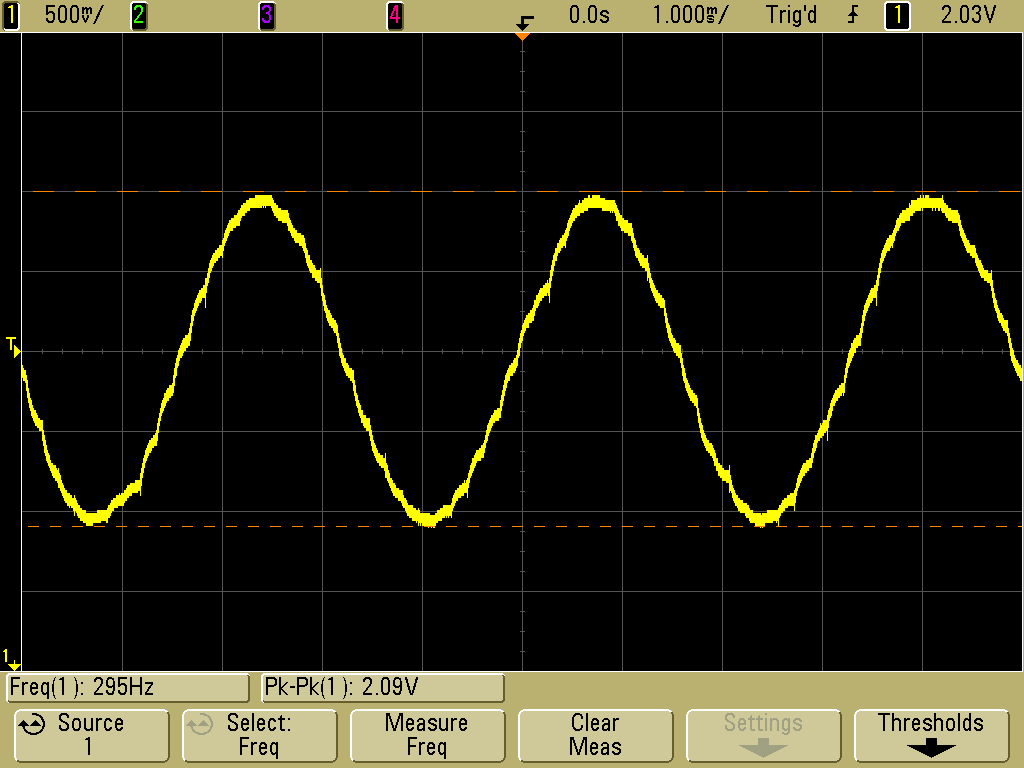 1 500mV/ 2 3 4 0.0s 1.000ms/ Trig'd 1 2.03V
T
1
Freq(1): 295Hz Pk-Pk(1): 2.09V
Source Select: Measure Clear Settings Thresholds
1 Freq Freq Meas